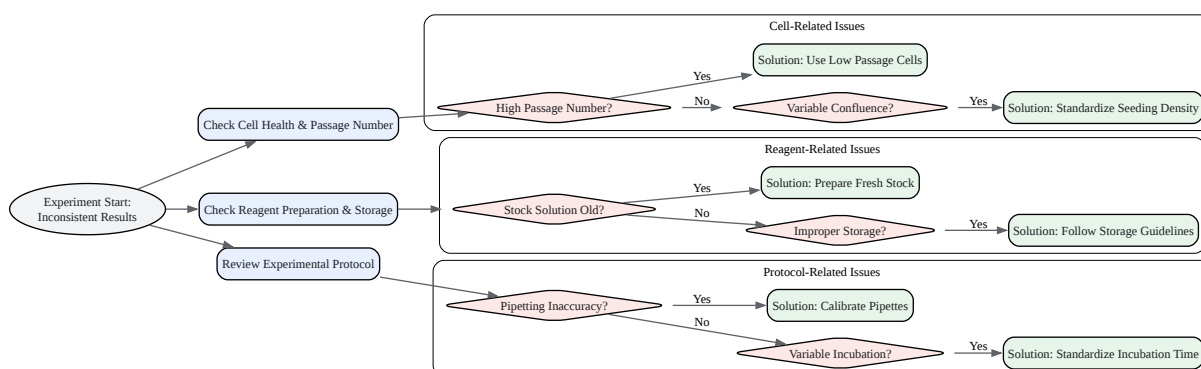 Experiment Start:
Inconsistent Results
Check Cell Health & Passage Number
Check Reagent Preparation & Storage
Review Experimental Protocol
Cell-Related Issues
High Passage Number?
Yes
Solution: Use Low Passage Cells
No
Variable Confluence?
Yes
Solution: Standardize Seeding Density
Reagent-Related Issues
Stock Solution Old?
Yes
Solution: Prepare Fresh Stock
No
Improper Storage?
Yes
Solution: Follow Storage Guidelines
Protocol-Related Issues
Pipetting Inaccuracy?
Yes
Solution: Calibrate Pipettes
No
Variable Incubation?
Yes
Solution: Standardize Incubation Time